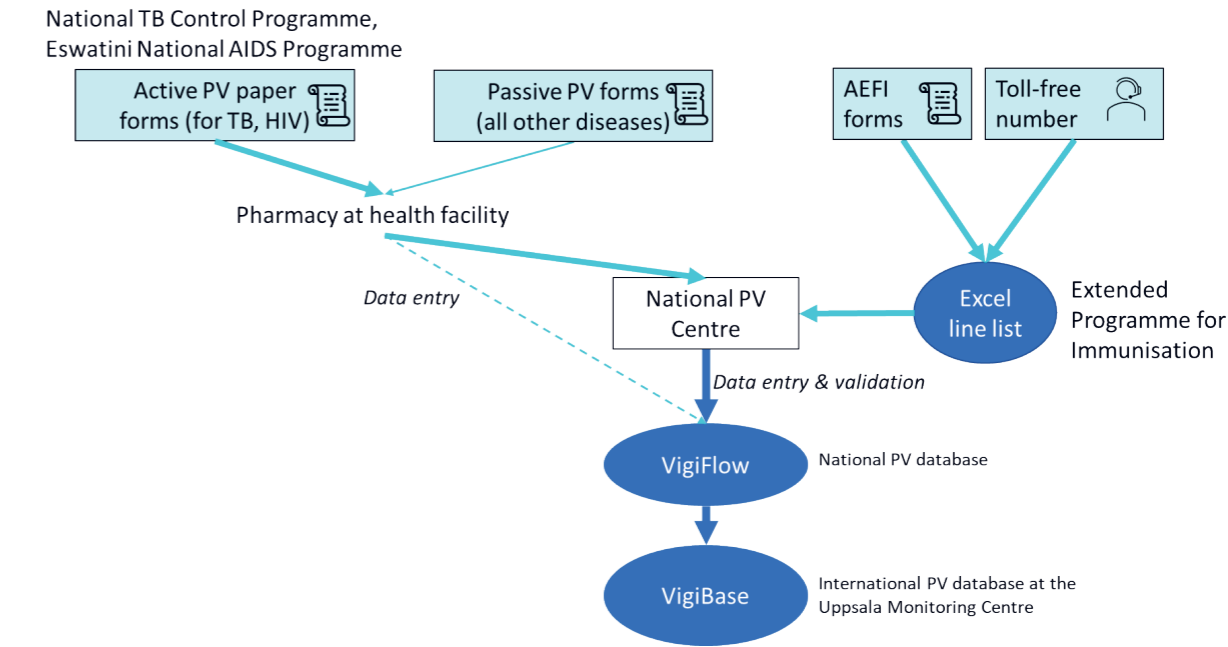 National TB Control Programme,
Eswatini National AIDS Programme
Active PV paper
forms (for TB, HIV)
Passive PV forms
(all other diseases)
AEFI
forms
Toll-free
number
Pharmacy at health facility
Data entry
National PV
Centre
Excel
line list
Extended
Programme for
Immunisation
Data entry & validation
VigiFlow
National PV database
VigiBase
International PV database at the
Uppsala Monitoring Centre